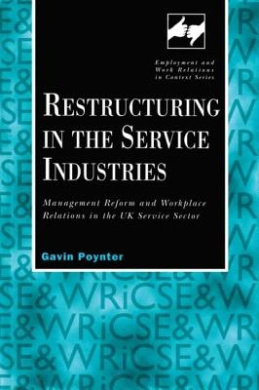 Employment and
Work Relations
in Context Series
RESTRUCTURING
IN THE SERVICE
INDUSTRIES
Management Reform and Workplace
Relations in the UK Service Sector
Gavin Poynter